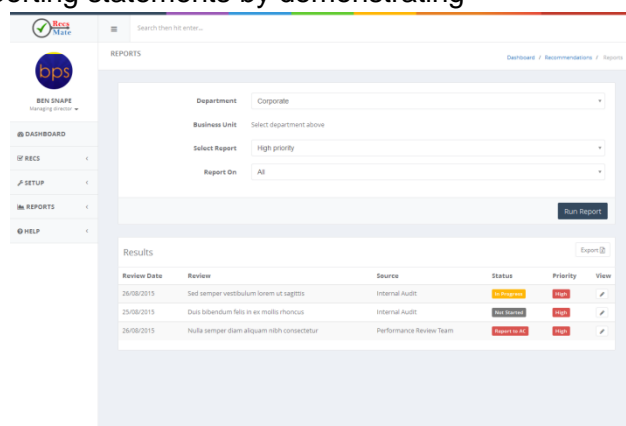 orting statements by demonstrating
Recs
Mate
Search then hit enter...
REPORTS
Dashboard / Recommendations / Reports
bps
BEN SNAPE
Managing director
DASHBOARD
RECS
SETUP
REPORTS
HELP
Department Corporate
Business Unit Select department above
Select Report High priority
Report On All
Run Report
Results Export
Review Date Review Source Status Priority View
26/08/2015 Sed semper vestibulum lorem ut sagittis Internal Audit In Progress High
25/08/2015 Duis bibendum felis in ex mollis rhoncus Internal Audit Not Started High
26/08/2015 Nulla semper diam aliquam nibh consectetur Performance Review Team Report to AC High